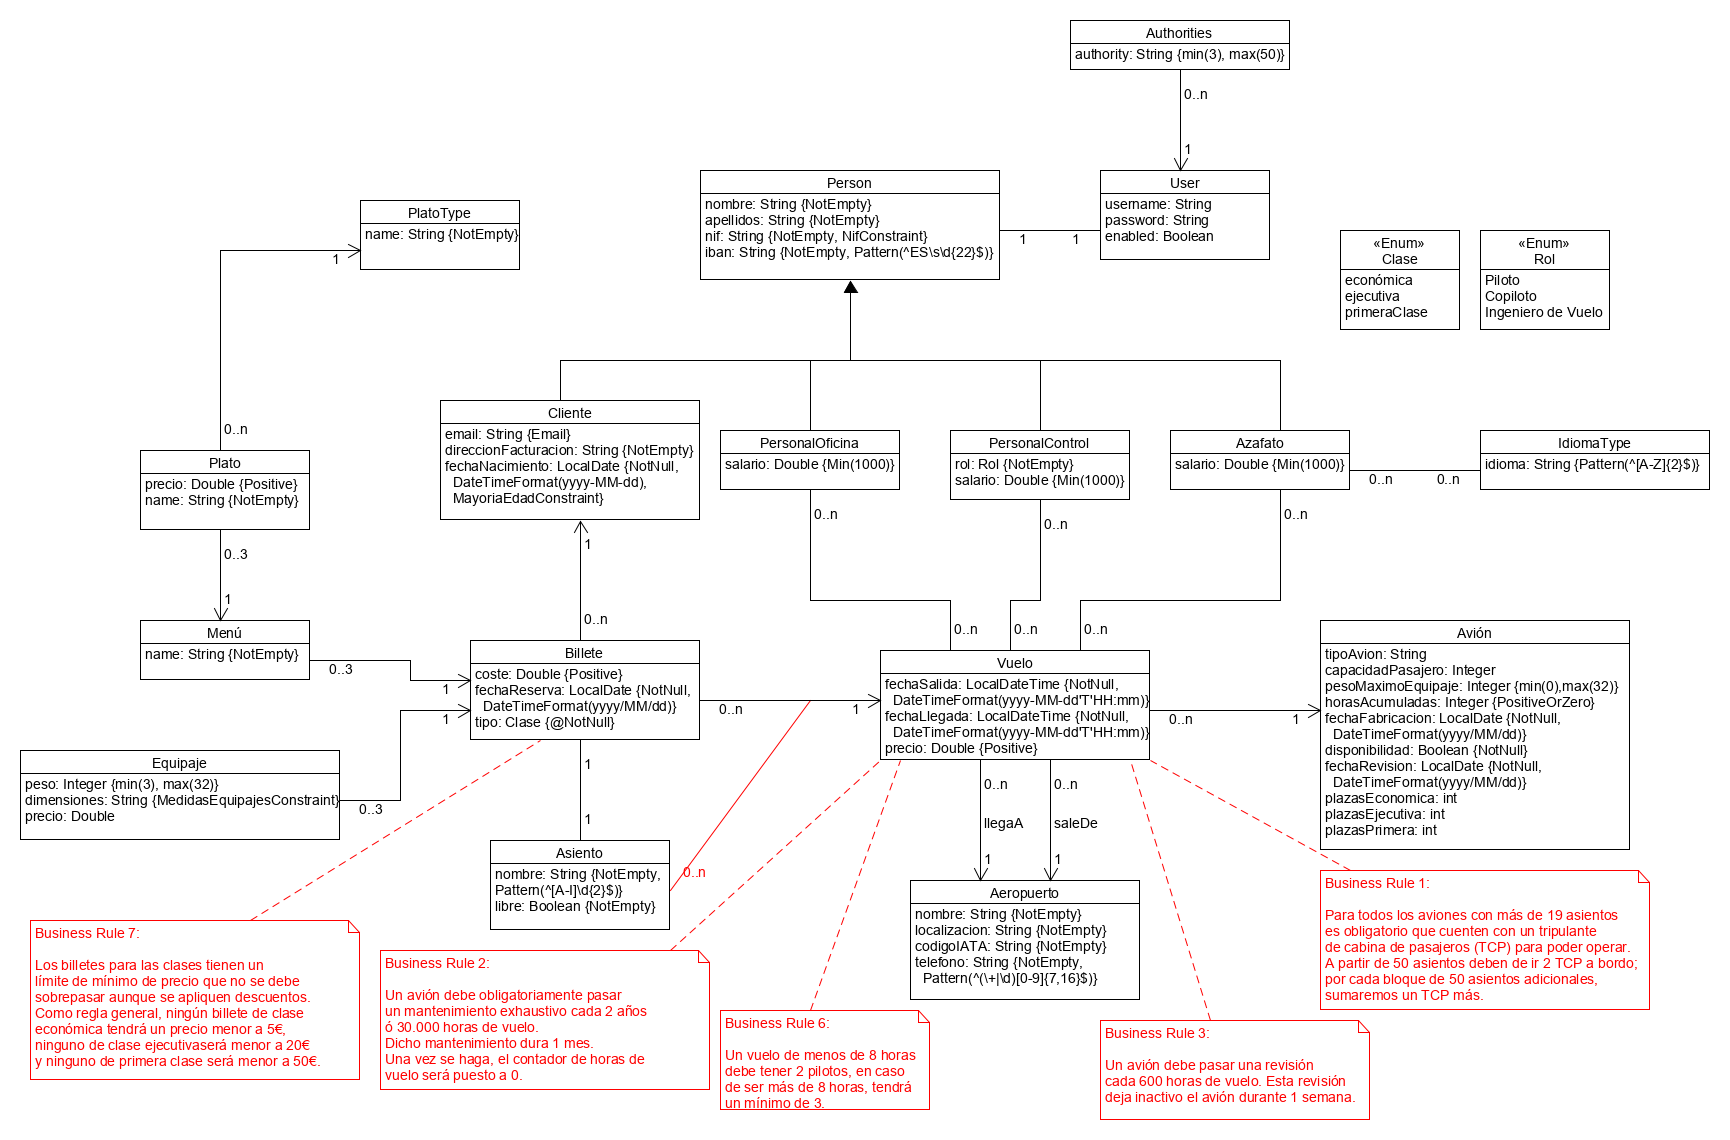 Authorities
authority: String {min(3), max(50)}
0..n
1
Person
nombre: String {NotEmpty}
apellidos: String {NotEmpty}
nif: String {NotEmpty, NifConstraint}
iban: String {NotEmpty, Pattern(^ES\s\d{22}$)}
1
1
User
username: String
password: String
enabled: Boolean
PlatoType
name: String {NotEmpty}
1
0..n
«Enum»
Clase
económica
ejecutiva
primeraClase
«Enum»
Rol
Piloto
Copiloto
Ingeniero de Vuelo
Plato
precio: Double {Positive}
name: String {NotEmpty}
0..3
1
Cliente
email: String {Email}
direccionFacturacion: String {NotEmpty}
fechaNacimiento: LocalDate {NotNull,
DateTimeFormat(yyyy-MM-dd),
MayoriaEdadConstraint}
1
0..n
PersonalOficina
salario: Double {Min(1000)}
0..n
0..n
PersonalControl
rol: Rol {NotEmpty}
salario: Double {Min(1000)}
0..n
0..n
Azafato
salario: Double {Min(1000)}
0..n
0..n
0..n
0..n
IdiomaType
idioma: String {Pattern(^[A-Z]{2}$)}
Menú
name: String {NotEmpty}
0..3
1
Billete
coste: Double {Positive}
fechaReserva: LocalDate {NotNull,
DateTimeFormat(yyyy/MM/dd)}
tipo: Clase {@NotNull}
0..n
1
Vuelo
fechaSalida: LocalDateTime {NotNull,
DateTimeFormat(yyyy-MM-dd'T'HH:mm)}
fechaLlegada: LocalDateTime {NotNull,
DateTimeFormat(yyyy-MM-dd'T'HH:mm)}
precio: Double {Positive}
0..n
1
Avión
tipoAvion: String
capacidadPasajero: Integer
pesoMaximoEquipaje: Integer {min(0),max(32)}
horasAcumuladas: Integer {PositiveOrZero}
fechaFabricacion: LocalDate {NotNull,
DateTimeFormat(yyyy/MM/dd)}
disponibilidad: Boolean {NotNull}
fechaRevision: LocalDate {NotNull,
DateTimeFormat(yyyy/MM/dd)}
plazasEconomica: int
plazasEjecutiva: int
plazasPrimera: int
Equipaje
peso: Integer {min(3), max(32)}
dimensiones: String {MedidasEquipajesConstraint}
precio: Double
0..3
1
1
1
Asiento
nombre: String {NotEmpty,
Pattern(^[A-I]\d{2}$)}
libre: Boolean {NotEmpty}
0..n
0..n
llegaA
1
0..n
saleDe
1
Aeropuerto
nombre: String {NotEmpty}
localizacion: String {NotEmpty}
codigoIATA: String {NotEmpty}
telefono: String {NotEmpty,
Pattern(^(\+|\d)[0-9]{7,16}$)}
Business Rule 7:
Los billetes para las clases tienen un
límite de mínimo de precio que no se debe
sobrepasar aunque se apliquen descuentos.
Como regla general, ningún billete de clase
económica tendrá un precio menor a 5€,
ninguno de clase ejecutivaserá menor a 20€
y ninguno de primera clase será menor a 50€.
Business Rule 2:
Un avión debe obligatoriamente pasar
un mantenimiento exhaustivo cada 2 años
ó 30.000 horas de vuelo.
Dicho mantenimiento dura 1 mes.
Una vez se haga, el contador de horas de
vuelo será puesto a 0.
Business Rule 6:
Un vuelo de menos de 8 horas
debe tener 2 pilotos, en caso
de ser más de 8 horas, tendrá
un mínimo de 3.
Business Rule 3:
Un avión debe pasar una revisión
cada 600 horas de vuelo. Esta revisión
deja inactivo el avión durante 1 semana.
Business Rule 1:
Para todos los aviones con más de 19 asientos
es obligatorio que cuenten con un tripulante
de cabina de pasajeros (TCP) para poder operar.
A partir de 50 asientos deben de ir 2 TCP a bordo;
por cada bloque de 50 asientos adicionales,
sumaremos un TCP más.